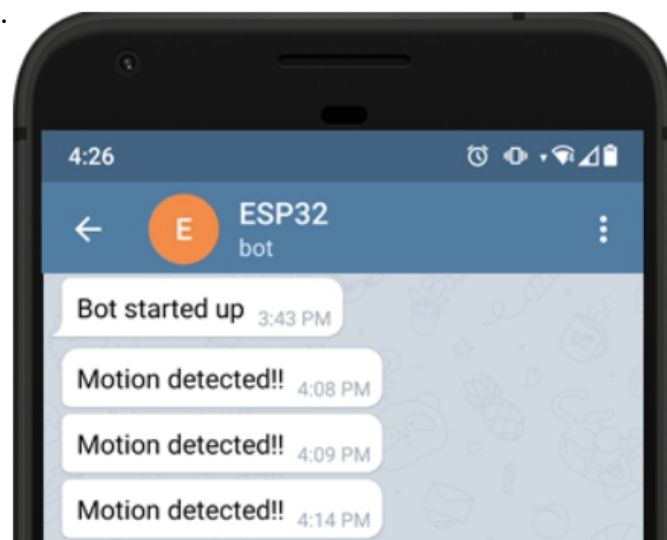 .
4:26
E
ESP32
bot
Bot started up 3:43 PM
Motion detected!! 4:08 PM
Motion detected!! 4:09 PM
Motion detected!! 4:14 PM